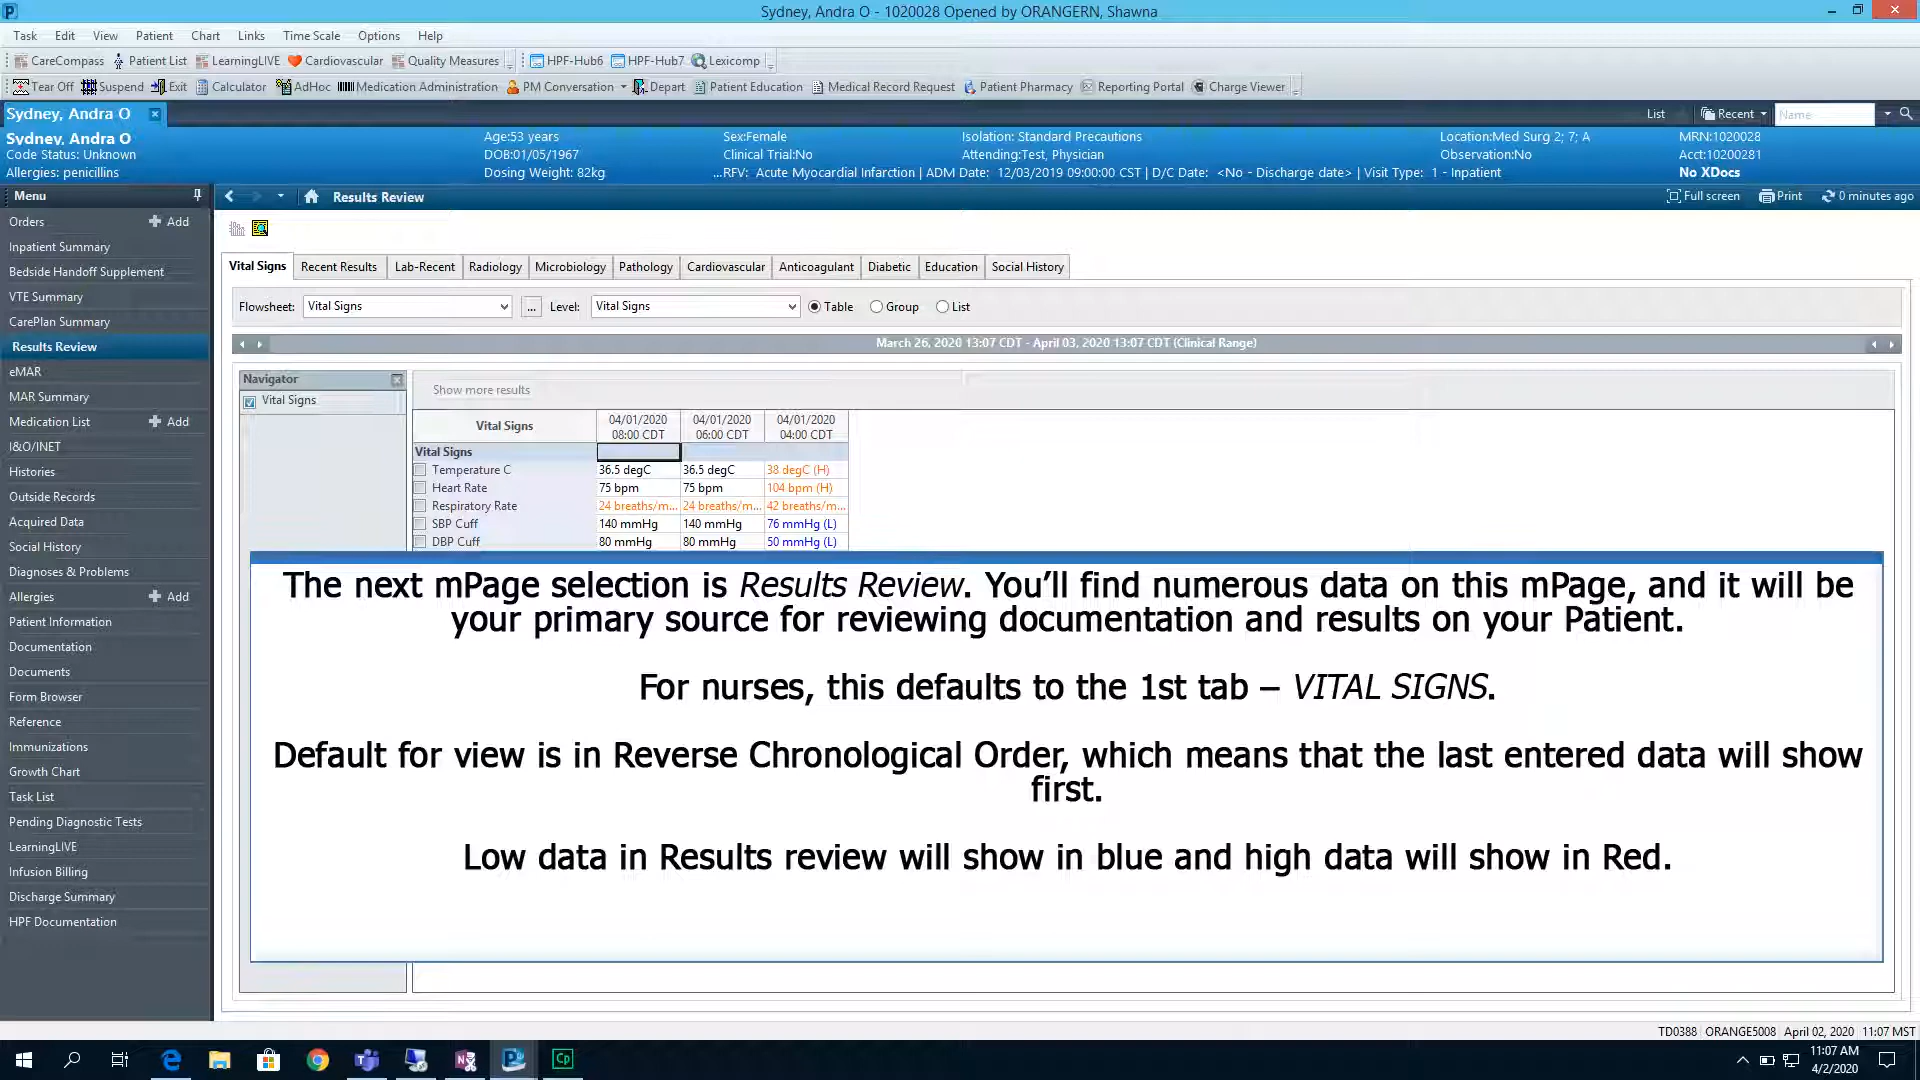 Sydney, Andra O - 1020028 Opened by ORANGERN, Shawna
Task Edit View Patient Chart Links Time Scale Options Help
CareCompass Patient List LearningLIVE Cardiovascular Quality Measures HPF-Hub6 HPF-Hub7 Lexicomp
Tear Off Suspend Exit Calculator AdHoc Medication Administration PM Conversation Depart Patient Education Medical Record Request Patient Pharmacy Reporting Portal Charge Viewer
Sydney, Andra O List Recent Name
Sydney, Andra O Age:53 years Sex:Female Isolation: Standard Precautions Location:Med Surg 2; 7; A MRN:1020028
Code Status: Unknown DOB:01/05/1967 Clinical Trial:No Attending:Test, Physician Observation:No Acct:10200281
Allergies: penicillins Dosing Weight: 82kg ...RFV: Acute Myocardial Infarction | ADM Date: 12/03/2019 09:00:00 CST | D/C Date: <No - Discharge date> | Visit Type: 1 - Inpatient No XDocs
Menu
Orders Add
Inpatient Summary
Bedside Handoff Supplement
VTE Summary
CarePlan Summary
Results Review
eMAR
MAR Summary
Medication List Add
I&O/INET
Histories
Outside Records
Acquired Data
Social History
Diagnoses & Problems
Allergies Add
Patient Information
Documentation
Documents
Form Browser
Reference
Immunizations
Growth Chart
Task List
Pending Diagnostic Tests
LearningLIVE
Infusion Billing
Discharge Summary
HPF Documentation
Results Review Full screen Print 0 minutes ago
Vital Signs Recent Results Lab-Recent Radiology Microbiology Pathology Cardiovascular Anticoagulant Diabetic Education Social History
Flowsheet: Vital Signs ... Level: Vital Signs Table Group List
March 26, 2020 13:07 CDT - April 03, 2020 13:07 CDT (Clinical Range)
Navigator
Vital Signs
Show more results
Vital Signs 04/01/2020 08:00 CDT 04/01/2020 06:00 CDT 04/01/2020 04:00 CDT
Vital Signs
Temperature C 36.5 degC 36.5 degC 38 degC (H)
Heart Rate 75 bpm 75 bpm 104 bpm (H)
Respiratory Rate 24 breaths/m... 24 breaths/m... 42 breaths/m...
SBP Cuff 140 mmHg 140 mmHg 76 mmHg (L)
DBP Cuff 80 mmHg 80 mmHg 50 mmHg (L)
The next mPage selection is Results Review. You’ll find numerous data on this mPage, and it will be
your primary source for reviewing documentation and results on your Patient.
For nurses, this defaults to the 1st tab – VITAL SIGNS.
Default for view is in Reverse Chronological Order, which means that the last entered data will show
first.
Low data in Results review will show in blue and high data will show in Red.
TD0388 ORANGE5008 April 02, 2020 11:07 MST
Cp
11:07 AM
4/2/2020